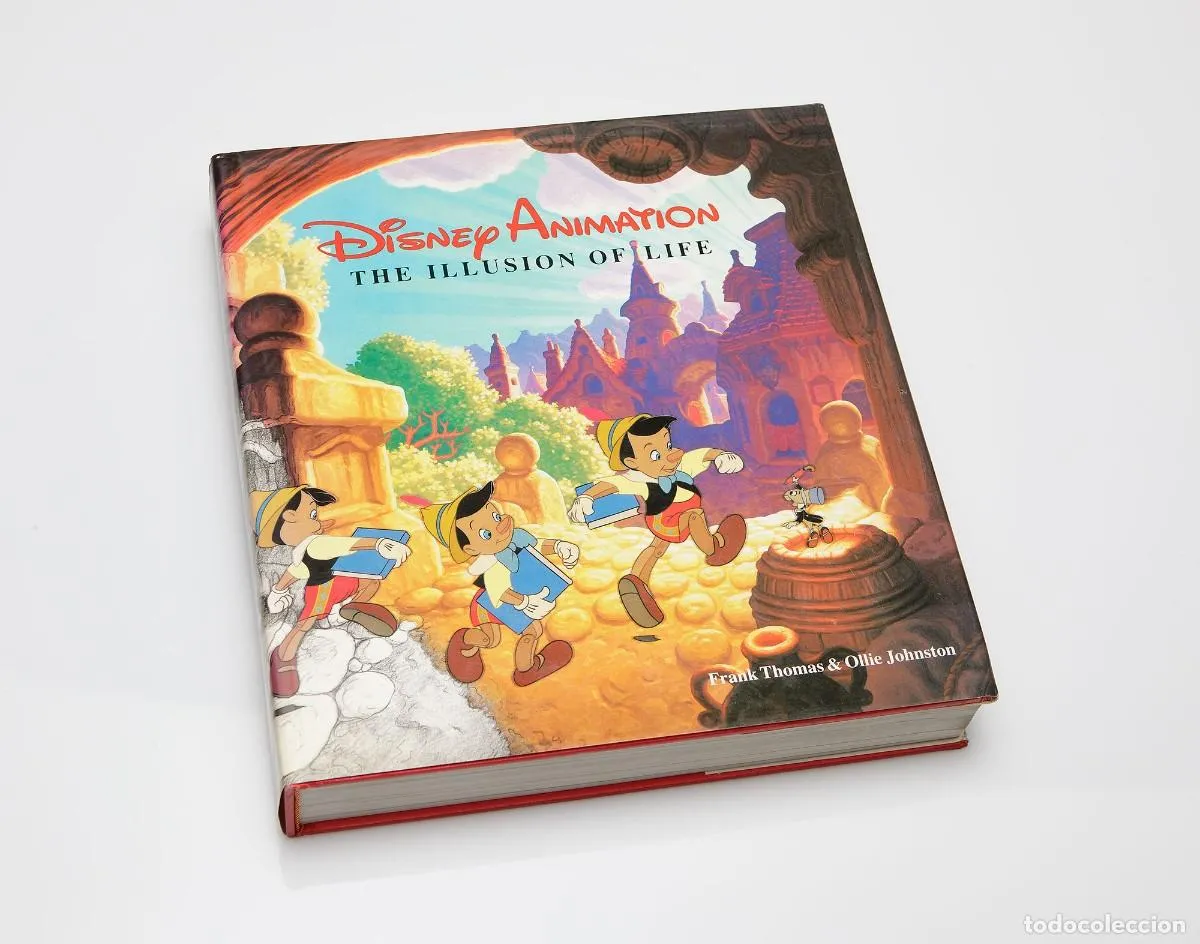 Disney Animation
THE ILLUSION OF LIFE
Frank Thomas & Ollie Johnston
todocoleccion